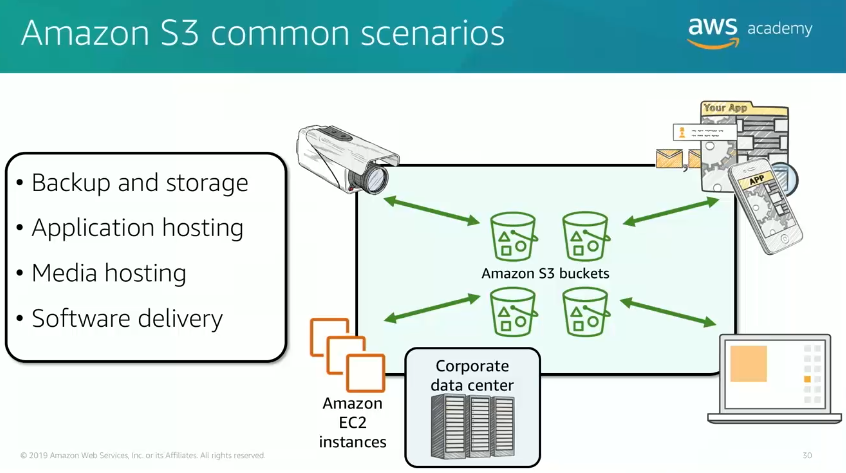 Amazon S3 common scenarios
aws academy
• Backup and storage
• Application hosting
• Media hosting
• Software delivery
Your App
APP
Amazon S3 buckets
Amazon
EC2
instances
Corporate
data center
© 2019 Amazon Web Services, Inc. or its Affiliates. All rights reserved.
30